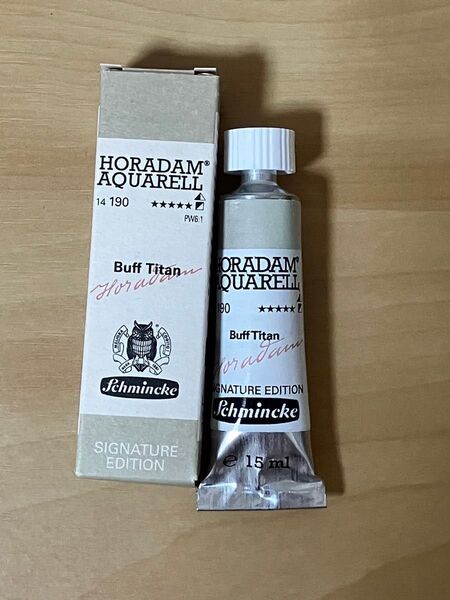 HORADAM®
AQUARELL
14 190 ★★★★★
PW6:1
Buff Titan
Horadam
Schmincke
SIGNATURE
EDITION
HORADAM®
AQUARELL
190 ★★★★★
Buff Titan
Horadam
SIGNATURE EDITION
Schmincke
e 15 ml